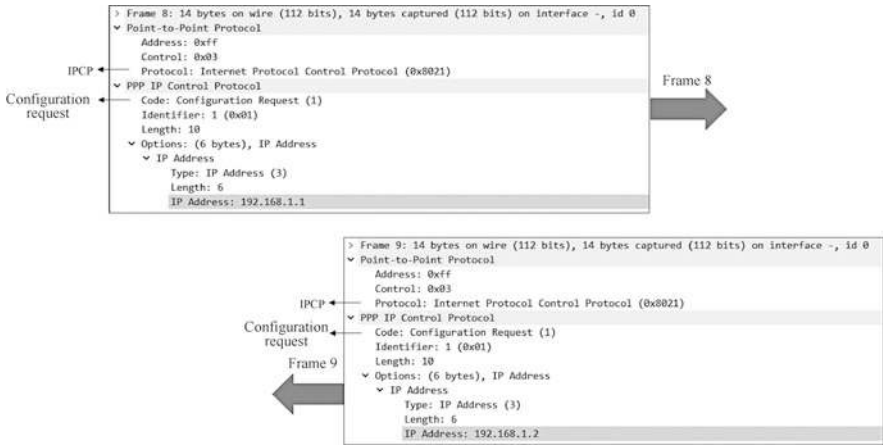 > Frame 8: 14 bytes on wire (112 bits), 14 bytes captured (112 bits) on interface -, id 0
Point-to-Point Protocol
Address: 0xff
Control: 0x03
IPCP
Protocol: Internet Protocol Control Protocol (0x8021)
PPP IP Control Protocol
Configuration
request
Code: Configuration Request (1)
Identifier: 1 (0x01)
Length: 10
Options: (6 bytes), IP Address
IP Address
Type: IP Address (3)
Length: 6
IP Address: 192.168.1.1
Frame 8
> Frame 9: 14 bytes on wire (112 bits), 14 bytes captured (112 bits) on interface -, id 0
Point-to-Point Protocol
Address: 0xff
Control: 0x03
IPCP
Protocol: Internet Protocol Control Protocol (0x8021)
PPP IP Control Protocol
Configuration
request
Code: Configuration Request (1)
Identifier: 1 (0x01)
Length: 10
Frame 9
Options: (6 bytes), IP Address
IP Address
Type: IP Address (3)
Length: 6
IP Address: 192.168.1.2